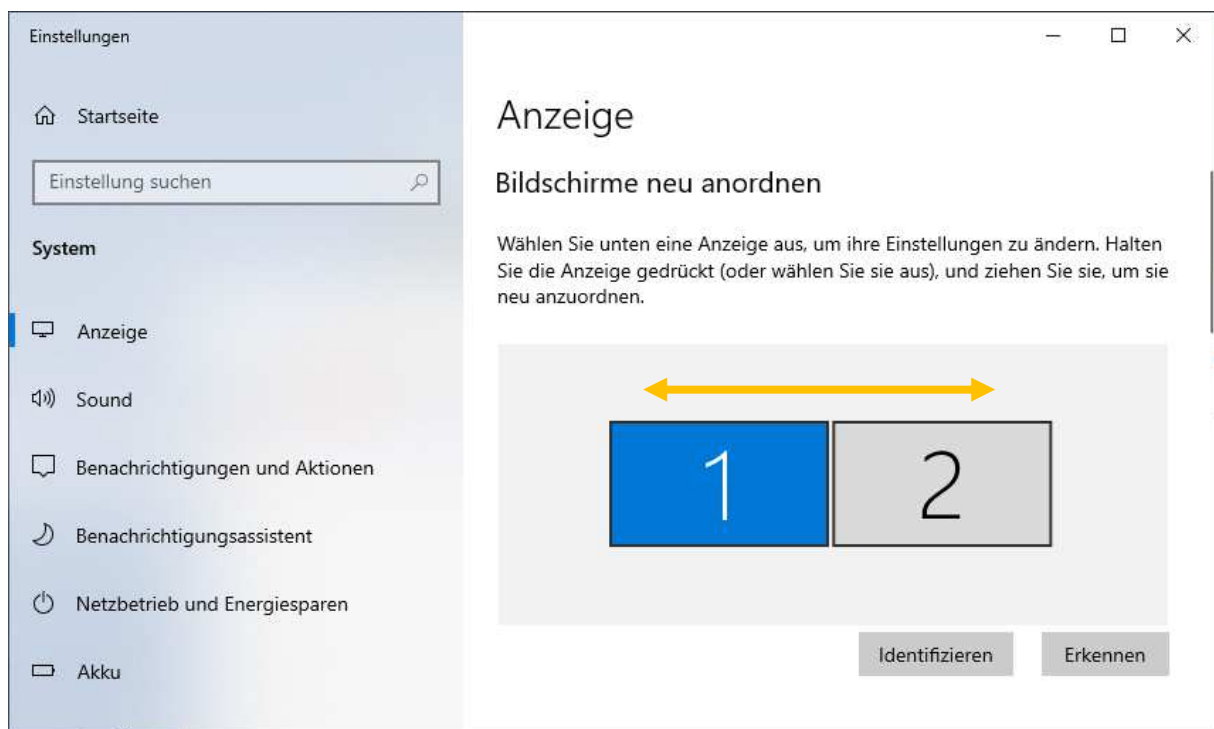 Einstellungen
Startseite
Einstellung suchen
System
Anzeige
Sound
Benachrichtigungen und Aktionen
Benachrichtigungsassistent
Netzbetrieb und Energiesparen
Akku
Anzeige
Bildschirme neu anordnen
Wählen Sie unten eine Anzeige aus, um ihre Einstellungen zu ändern. Halten
Sie die Anzeige gedrückt (oder wählen Sie sie aus), und ziehen Sie sie, um sie
neu anzuordnen.
1
2
Identifizieren
Erkennen